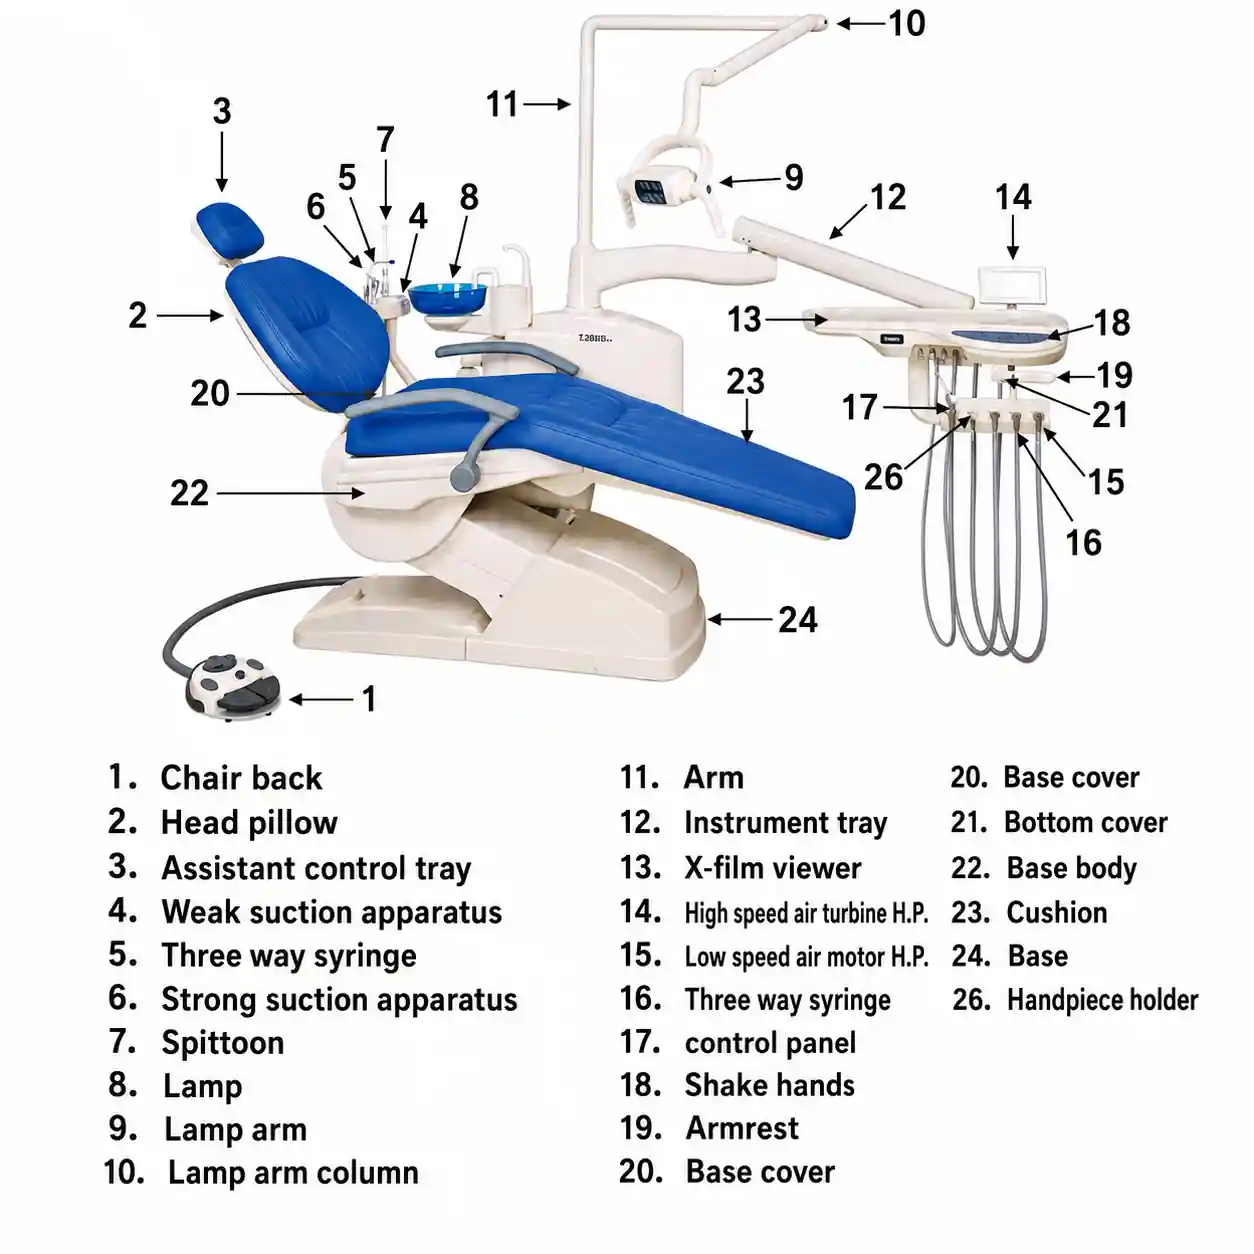 10
11
3
7
5
9
8
6
12
14
4
2
13
18
19
23
20
17
21
26
22
15
16
24
1
1. Chair back
2. Head pillow
3. Assistant control tray
4. Weak suction apparatus
5. Three way syringe
6. Strong suction apparatus
7. Spittoon
8. Lamp
9. Lamp arm
10. Lamp arm column
11. Arm
12. Instrument tray
13. X-film viewer
14. High speed air turbine H.P.
15. Low speed air motor H.P.
16. Three way syringe
17. control panel
18. Shake hands
19. Armrest
20. Base cover
20. Base cover
21. Bottom cover
22. Base body
23. Cushion
24. Base
26. Handpiece holder